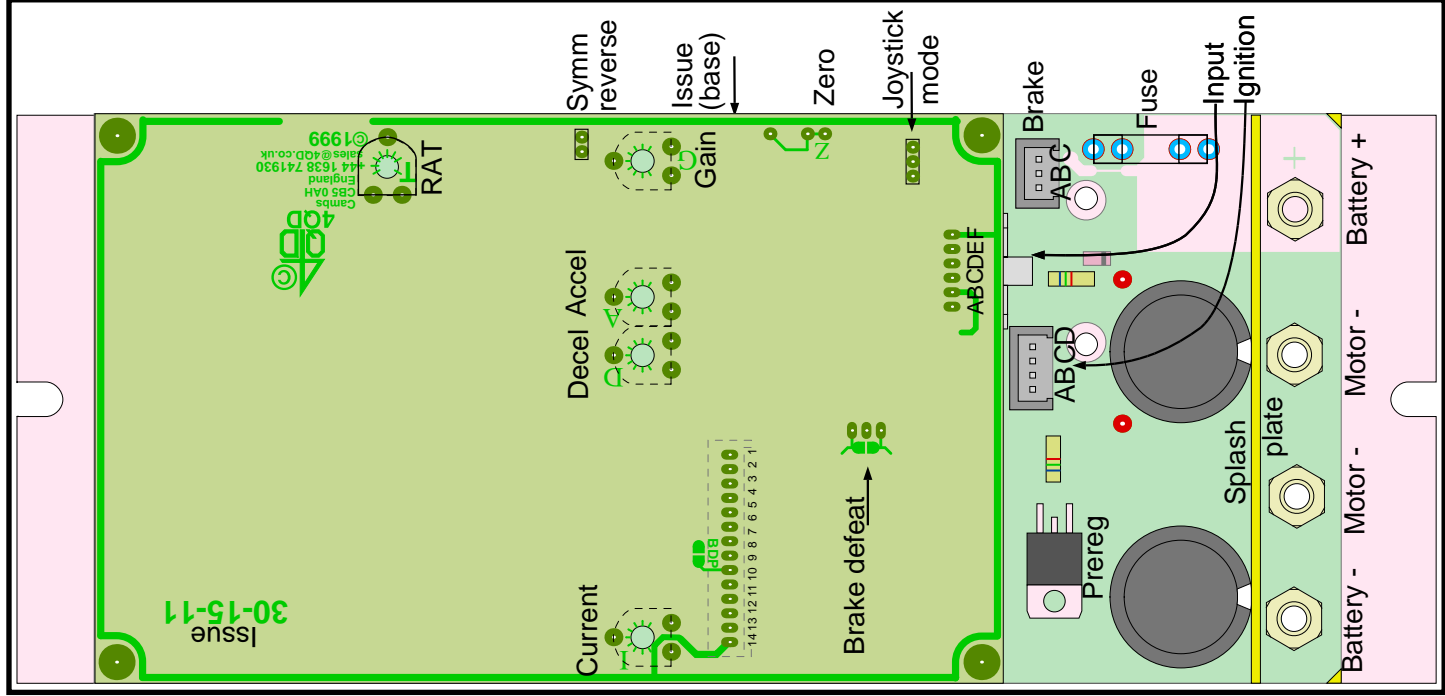 ©1999
sales@4QD.co.uk
+44 1638 741930
England
CB5 0AH
Cambs
4QD
©
T
RAT
Symm
reverse
Issue
(base)
Zero
Joystick
mode
Brake
Fuse
Input
Ignition
G
Gain
Z
ABC
+
Battery +
ABCDEF
Accel
A
Decel
D
ABCD
Motor -
Splash
plate
Motor -
Brake defeat
1
2
3
4
5
6
7
8
9
10
11
12
13
14
BDP
Prereg
Battery -
Current
I
Issue
30-15-11